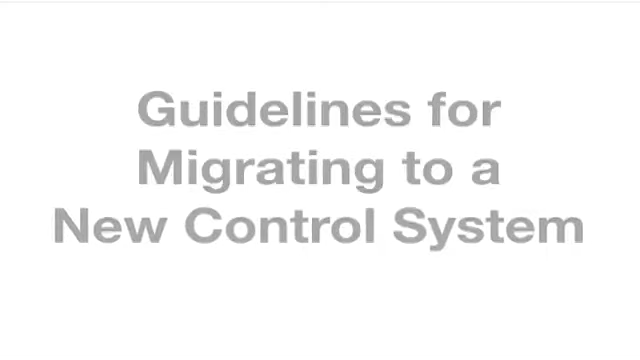 Guidelines for
Migrating to a
New Control System